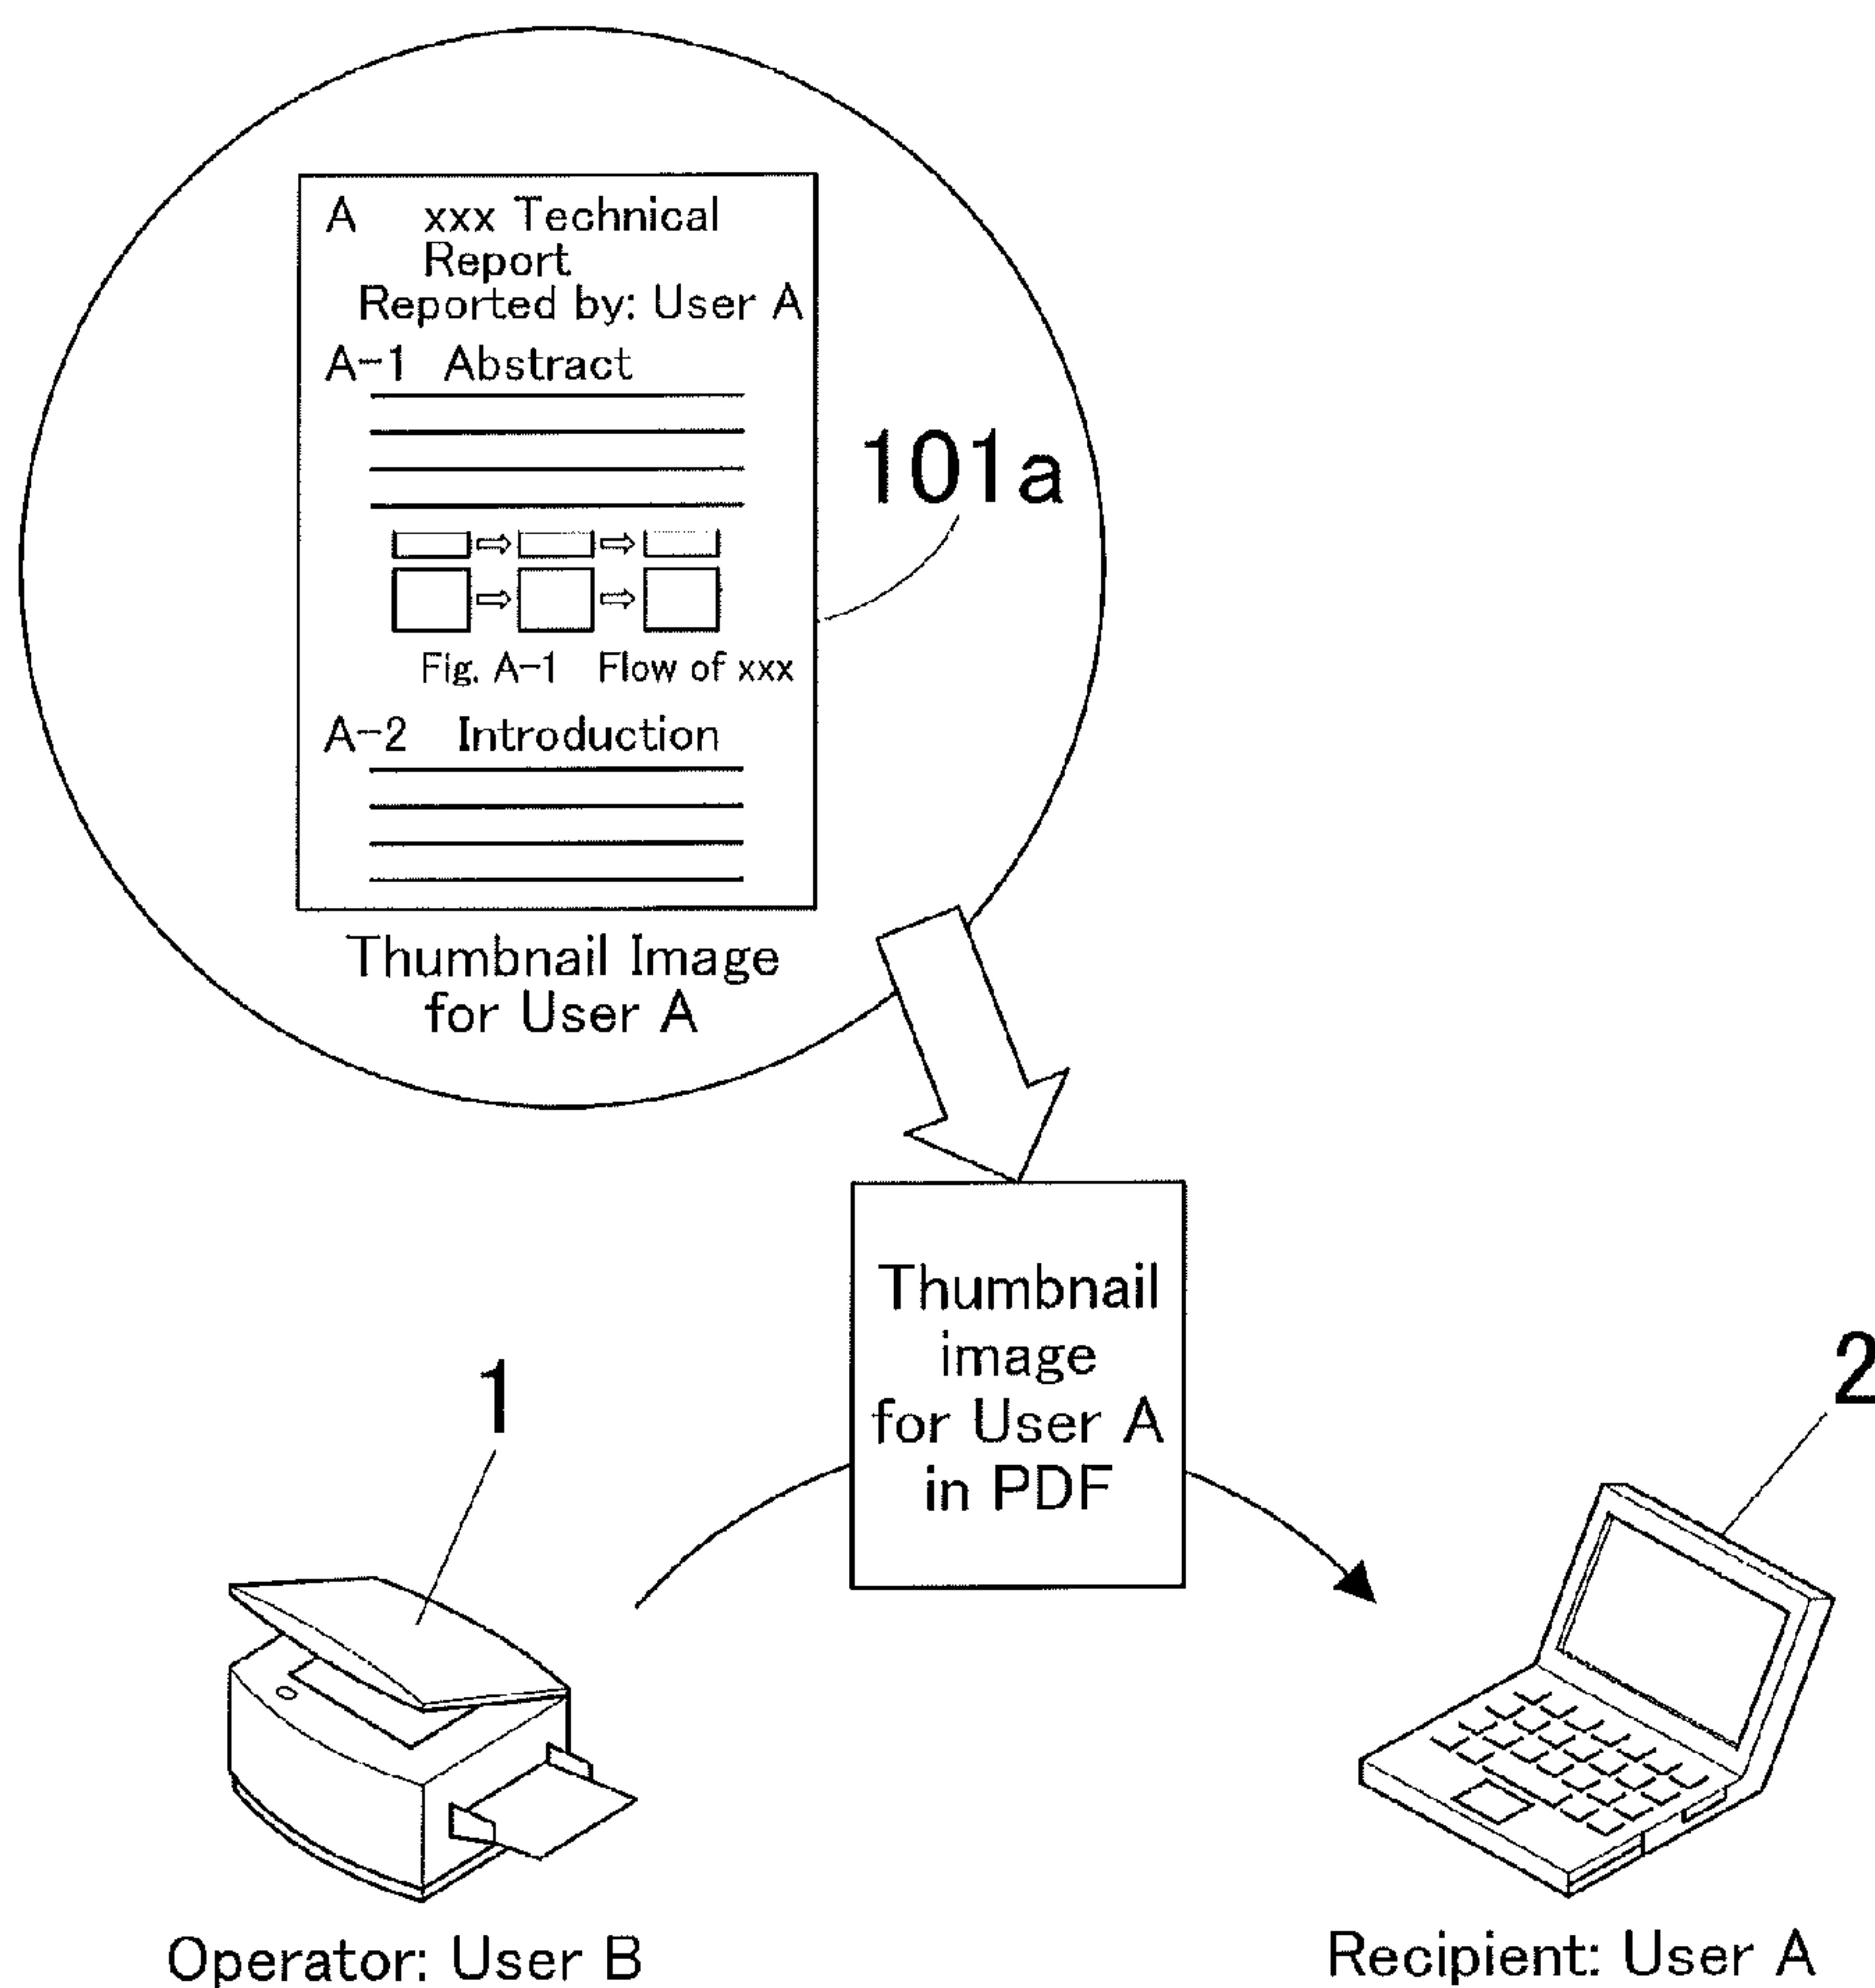 A xxx Technical
Report
Reported by: User A
A-1 Abstract
101a
Fig. A-1 Flow of xxx
A-2 Introduction
Thumbnail Image
for User A
Thumbnail
image
for User A
in PDF
1
2
Operator: User B
Recipient: User A